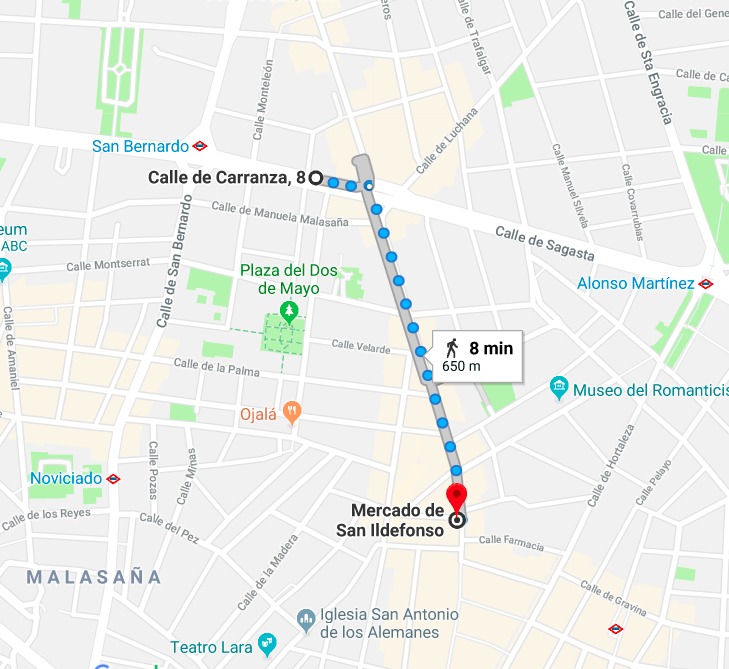 Calle del Gene
Calle de Trafalgar
Calle de Sta Engracia
Calle de Ca
Calle Monteleón
San Bernardo
Calle de Luchana
Calle de Carranza, 8
Calle Manuel Silvela
Calle Covarrubias
Calle de Manuela Malasaña
Calle de Sagasta
eum
ABC
Calle Montserrat
Calle de San Bernardo
Plaza del Dos
de Mayo
Alonso Martínez
Calle de Amaniel
Calle Velarde
8 min
650 m
Calle de la Palma
Museo del Romanticis
Ojalá
Calle de Hortaleza
Calle Pelayo
Calle Pozas
Calle Minas
Noviciado
Calle de los Reyes
Calle del Pez
Mercado de
San Ildefonso
Calle Farmacia
Calle de la Madera
MALASAÑA
Calle de Gravina
Iglesia San Antonio
de los Alemanes
Teatro Lara